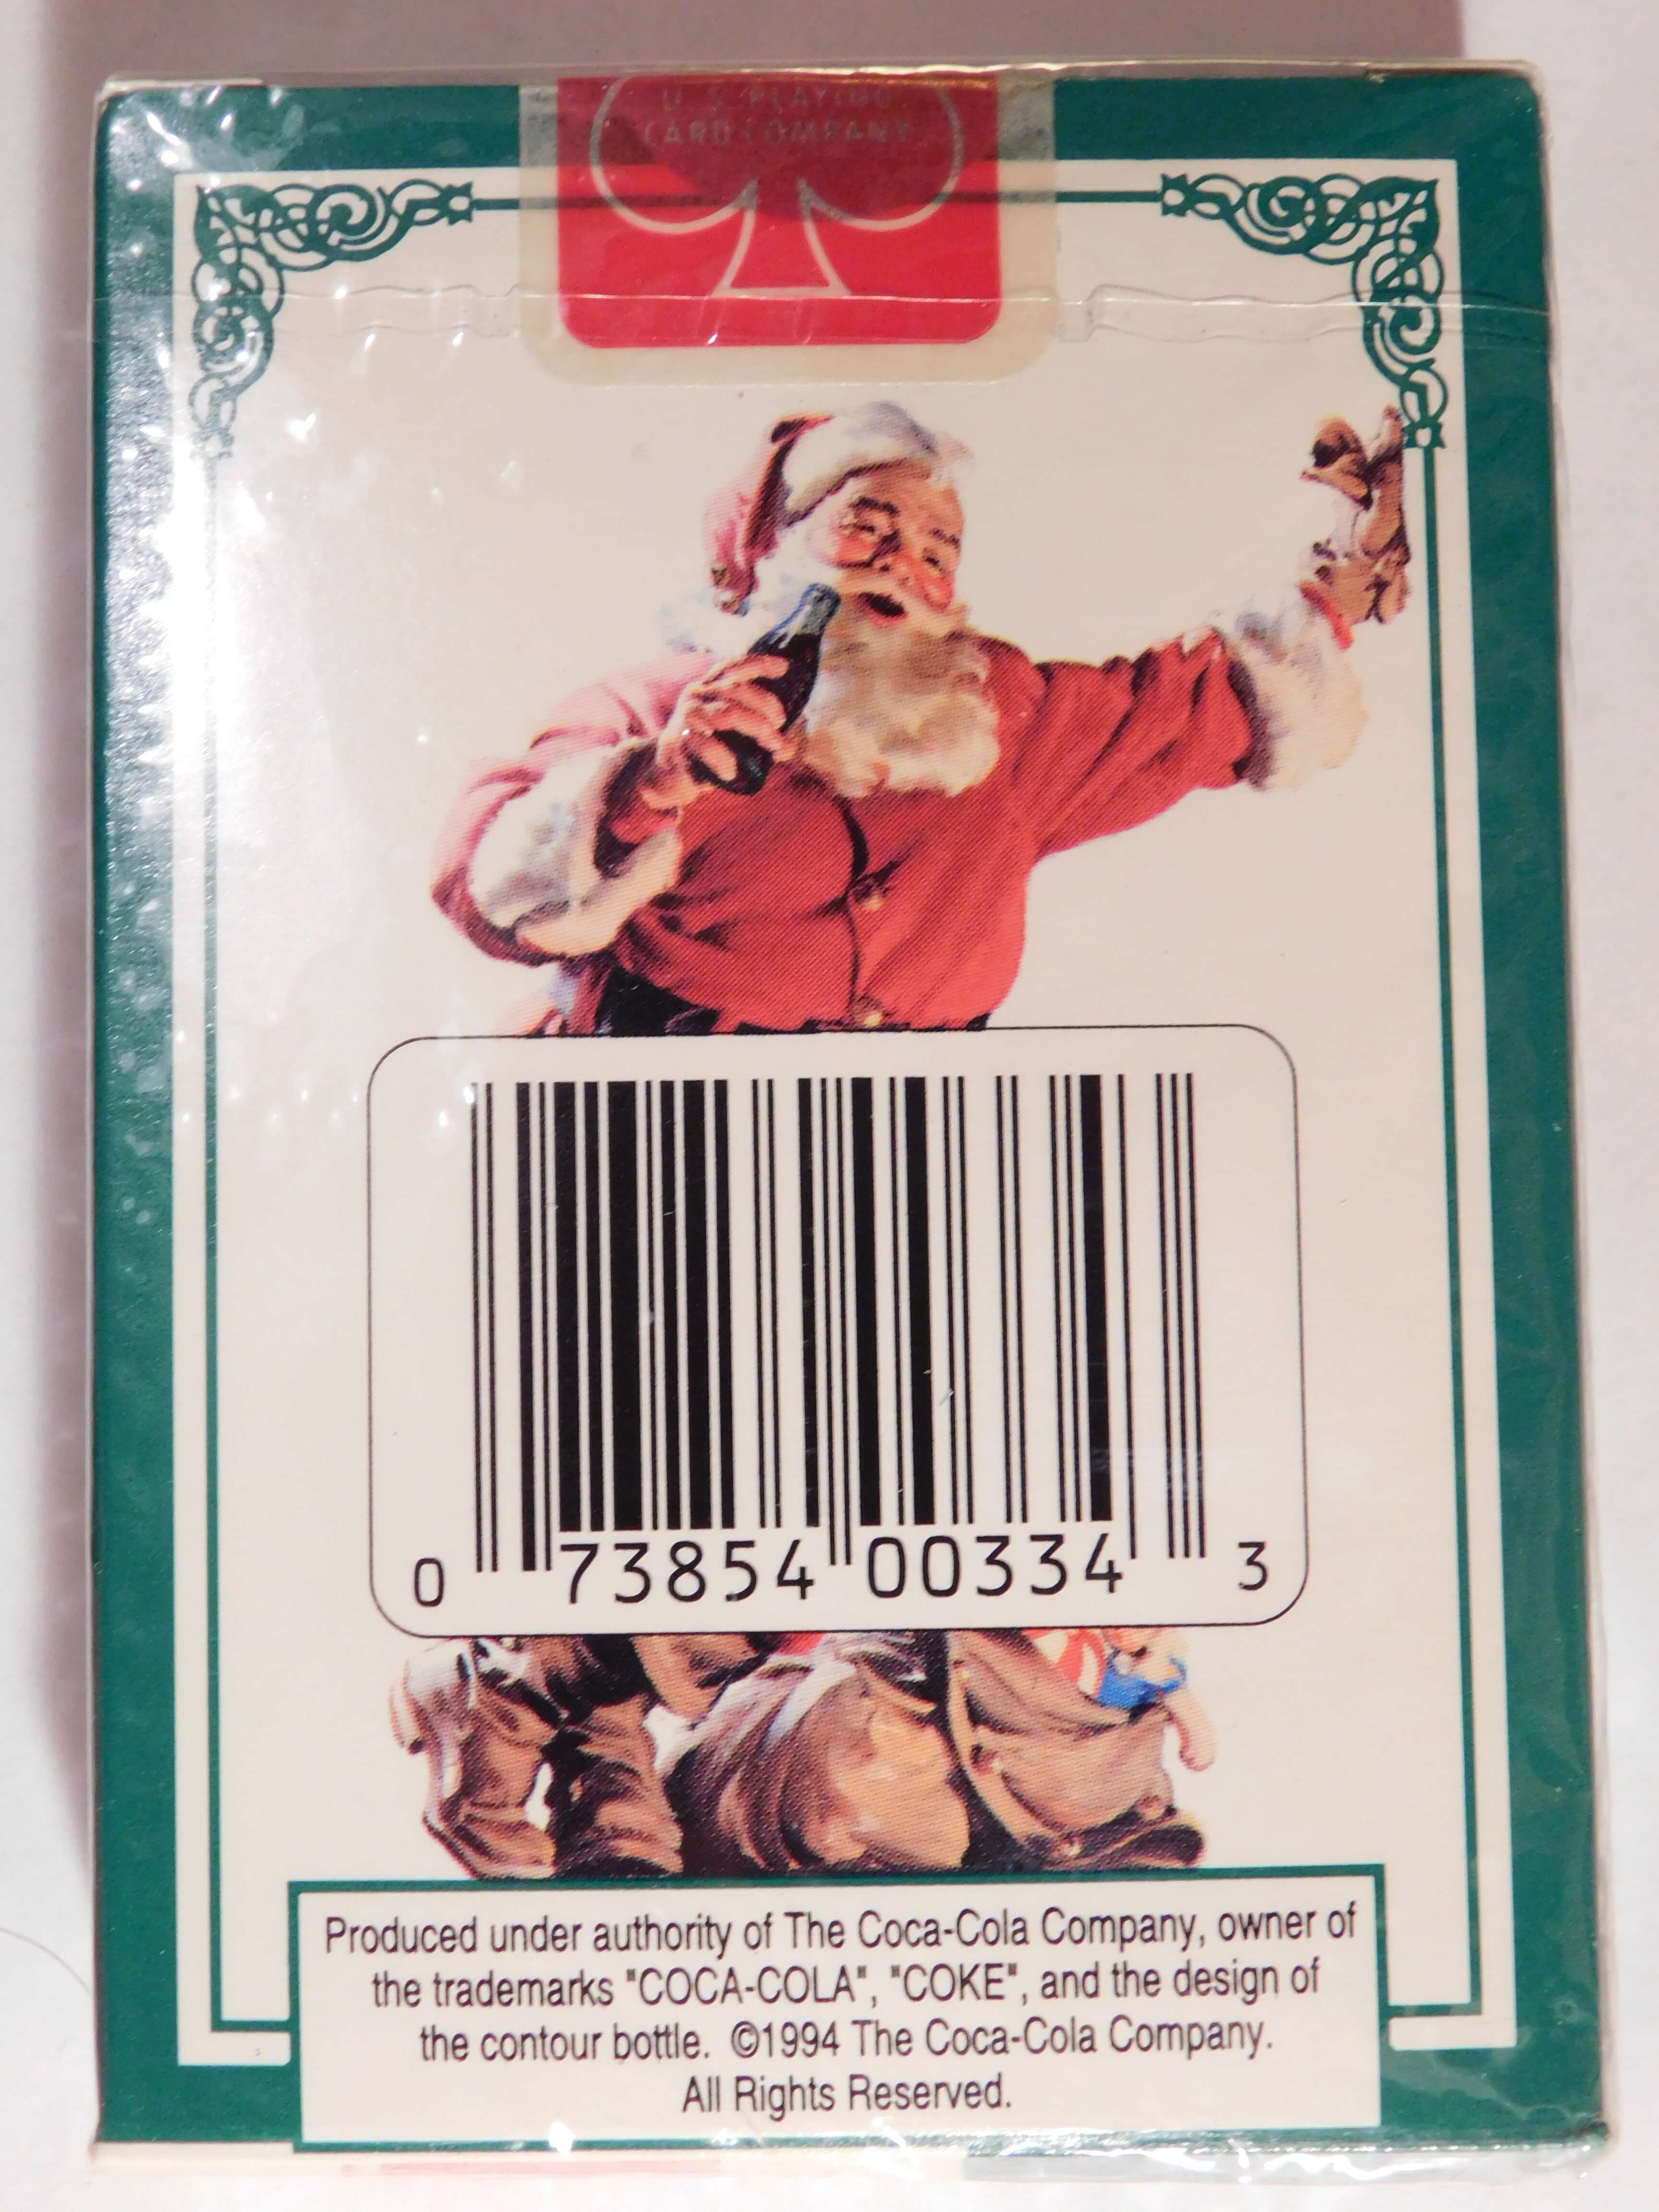 U S PLAYING
CARD COMPANY
0 73854 00334 3
Produced under authority of The Coca-Cola Company, owner of
the trademarks "COCA-COLA", "COKE", and the design of
the contour bottle. ©1994 The Coca-Cola Company.
All Rights Reserved.